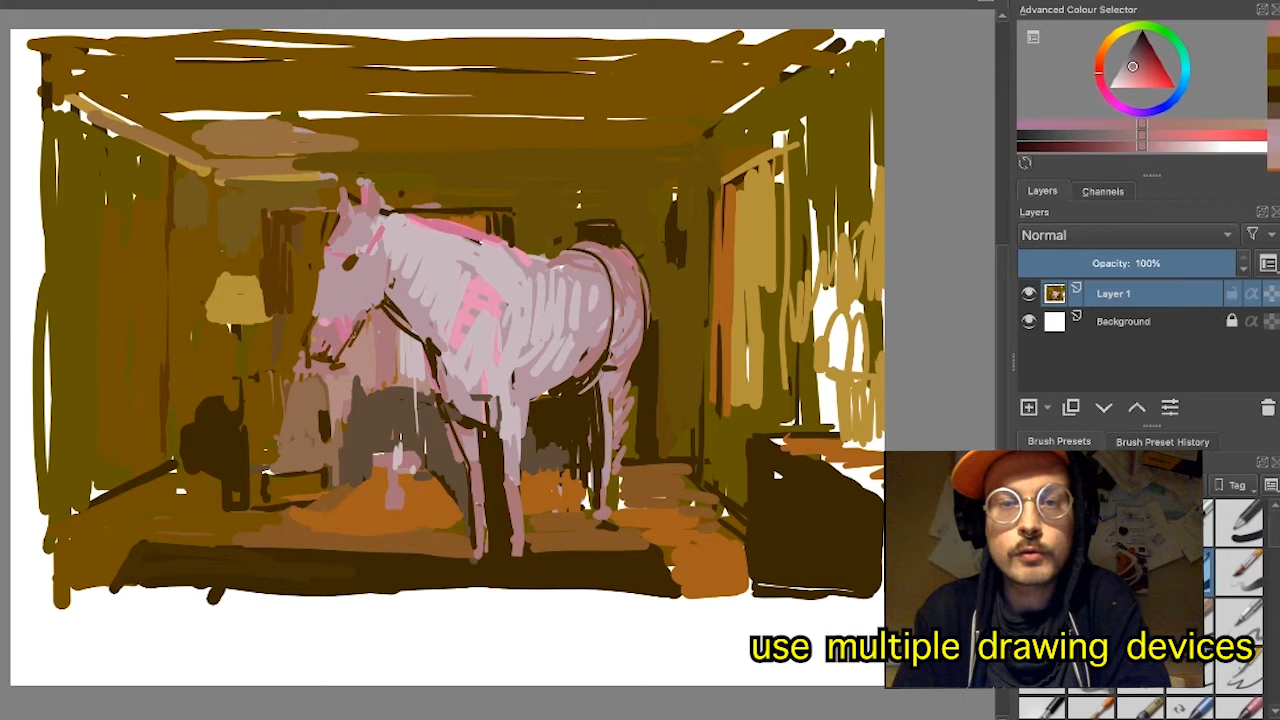 Advanced Colour Selector
Layers
Channels
Layers
Normal
Opacity: 100%
Layer 1
Background
Brush Presets
Brush Preset History
Tag
use multiple drawing devices